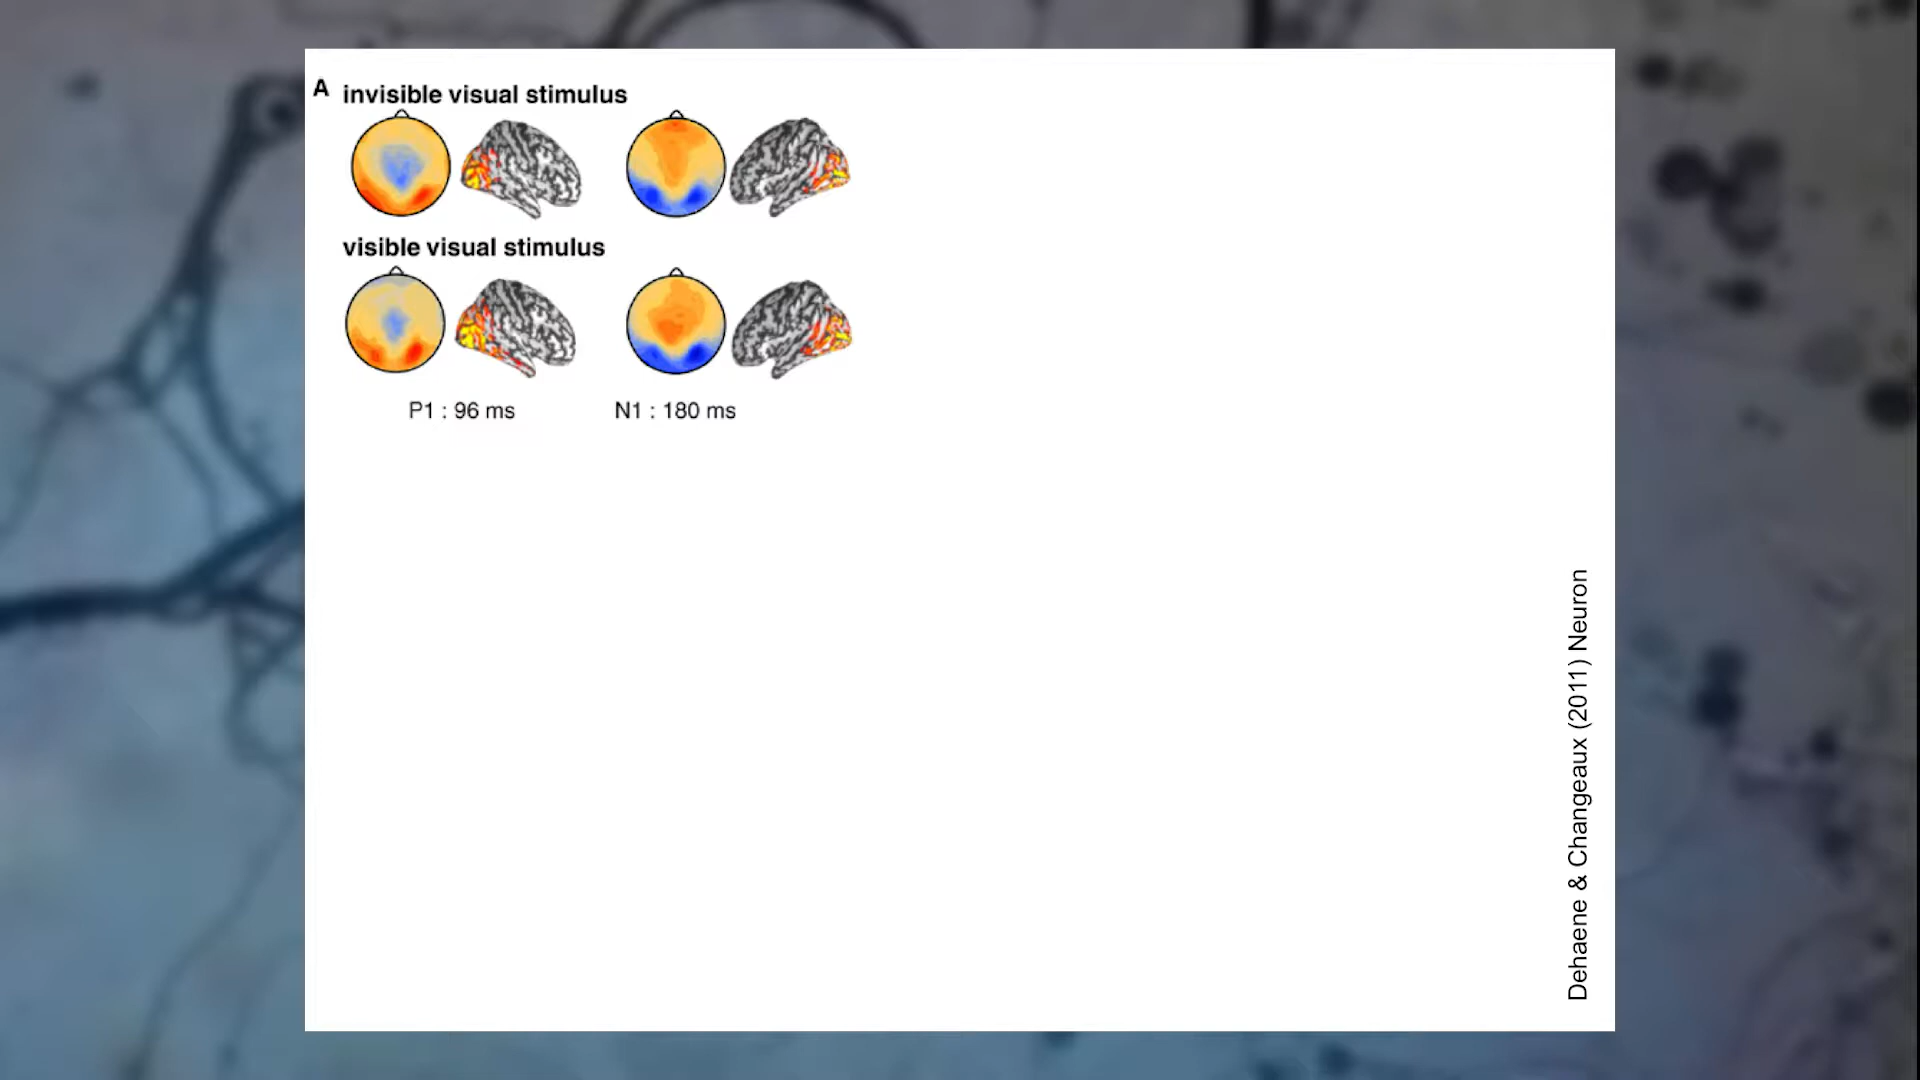 A
invisible visual stimulus
visible visual stimulus
P1 : 96 ms
N1 : 180 ms
Dehaene & Changeaux (2011) Neuron